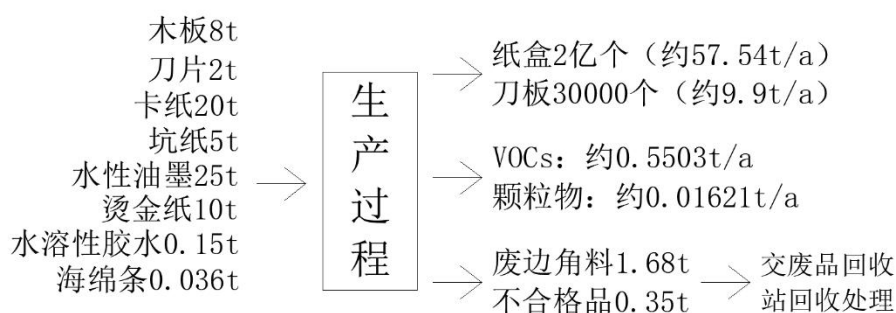 木板8t
刀片2t
卡纸20t
坑纸5t
水性油墨25t
烫金纸10t
水溶性胶水0.15t
海绵条0.036t
生产过程
纸盒2亿个（约57.54t/a）
刀板30000个（约9.9t/a）
VOCs：约0.5503t/a
颗粒物：约0.01621t/a
废边角料1.68t
不合格品0.35t
交废品回收
站回收处理